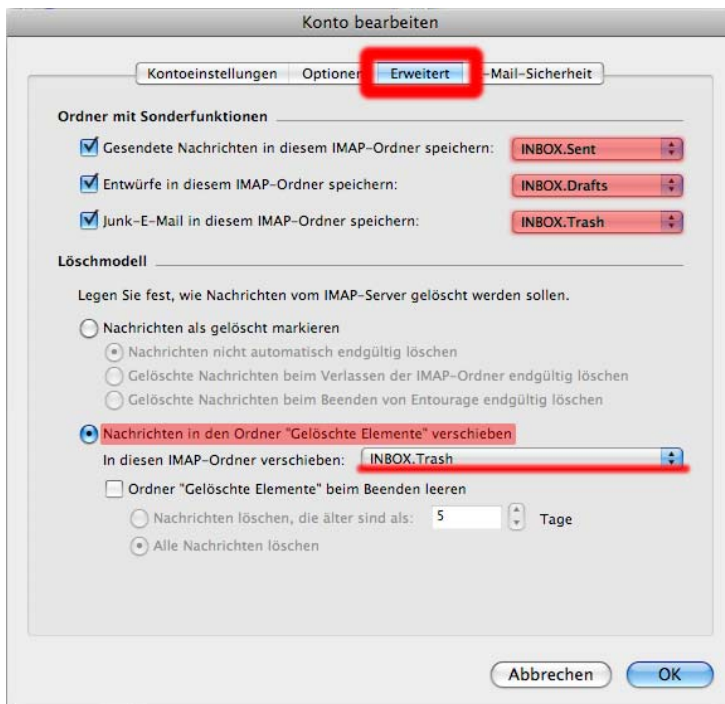 Konto bearbeiten
Kontoeinstellungen Optionen Erweitert -Mail-Sicherheit
Ordner mit Sonderfunktionen
Gesendete Nachrichten in diesem IMAP-Ordner speichern: INBOX.Sent
Entwürfe in diesem IMAP-Ordner speichern: INBOX.Drafts
Junk-E-Mail in diesem IMAP-Ordner speichern: INBOX.Trash
Löschmodell
Legen Sie fest, wie Nachrichten vom IMAP-Server gelöscht werden sollen.
Nachrichten als gelöscht markieren
Nachrichten nicht automatisch endgültig löschen
Gelöschte Nachrichten beim Verlassen der IMAP-Ordner endgültig löschen
Gelöschte Nachrichten beim Beenden von Entourage endgültig löschen
Nachrichten in den Ordner "Gelöschte Elemente" verschieben
In diesen IMAP-Ordner verschieben: INBOX.Trash
Ordner "Gelöschte Elemente" beim Beenden leeren
Nachrichten löschen, die älter sind als: 5 Tage
Alle Nachrichten löschen
Abbrechen OK